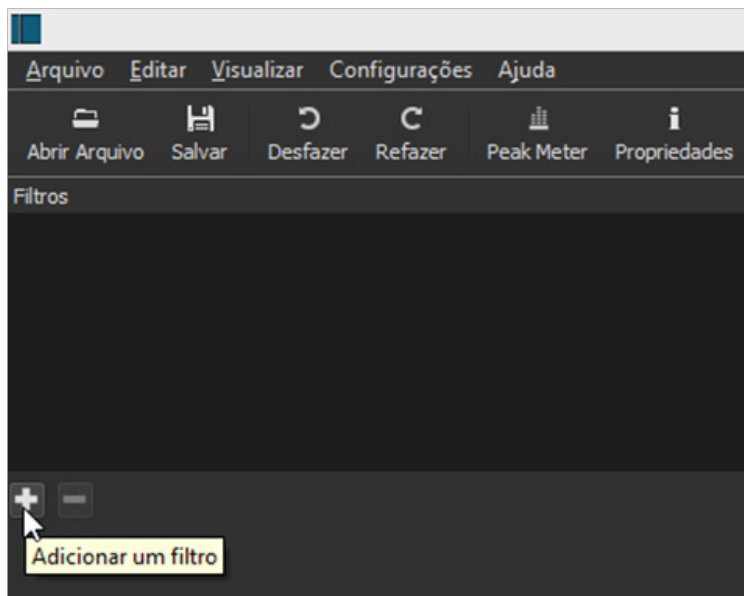 Arquivo Editar Visualizar Configurações Ajuda
Abrir Arquivo Salvar Desfazer Refazer Peak Meter Propriedades
Filtros
Adicionar um filtro